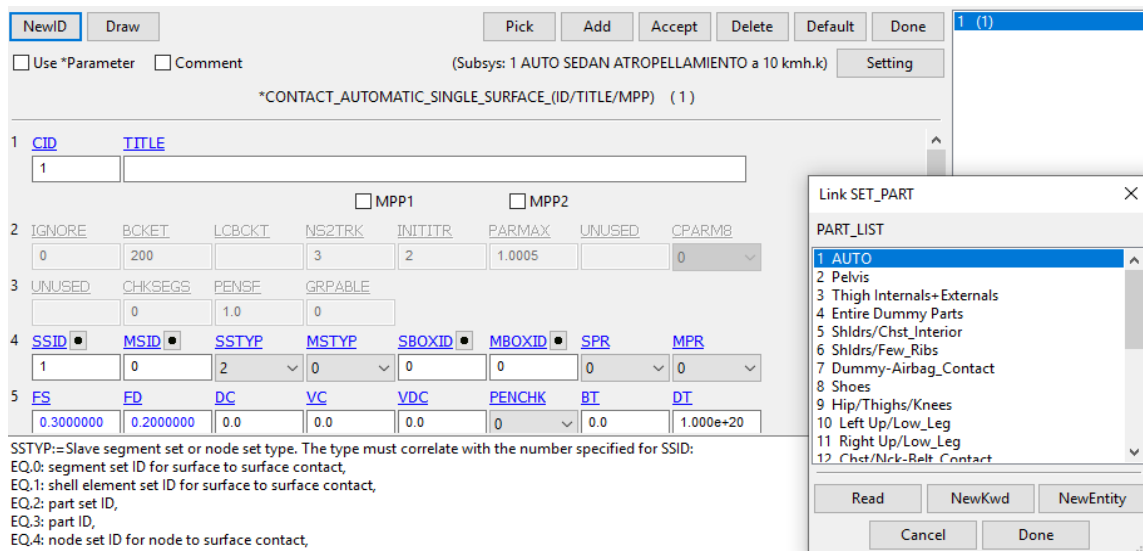 NewID Draw Pick Add Accept Delete Default Done
1 (1)
Use *Parameter Comment (Subsys: 1 AUTO SEDAN ATROPELLAMIENTO a 10 kmh.k) Setting
*CONTACT_AUTOMATIC_SINGLE_SURFACE_(ID/TITLE/MPP) (1)
1 CID TITLE
1
MPP1 MPP2
2 IGNORE BCKET LCBCKT NS2TRK INITITR PARMAX UNUSED CPARM8
0 200 3 2 1.0005 0
3 UNUSED CHKSEGS PENSF GRPABLE
0 1.0 0
4 SSID MSID SSTYP MSTYP SBOXID MBOXID SPR MPR
1 0 2 0 0 0 0 0
5 FS FD DC VC VDC PENCHK BT DT
0.3000000 0.2000000 0.0 0.0 0.0 0 0.0 1.000e+20
SSTYP:=Slave segment set or node set type. The type must correlate with the number specified for SSID:
EQ.0: segment set ID for surface to surface contact,
EQ.1: shell element set ID for surface to surface contact,
EQ.2: part set ID,
EQ.3: part ID,
EQ.4: node set ID for node to surface contact,
Link SET_PART
PART_LIST
1 AUTO
2 Pelvis
3 Thigh Internals+Externals
4 Entire Dummy Parts
5 Shldrs/Chst_Interior
6 Shldrs/Few_Ribs
7 Dummy-Airbag_Contact
8 Shoes
9 Hip/Thighs/Knees
10 Left Up/Low_Leg
11 Right Up/Low_Leg
12 Chst/Nck-Belt_Contact
Read NewKwd NewEntity
Cancel Done